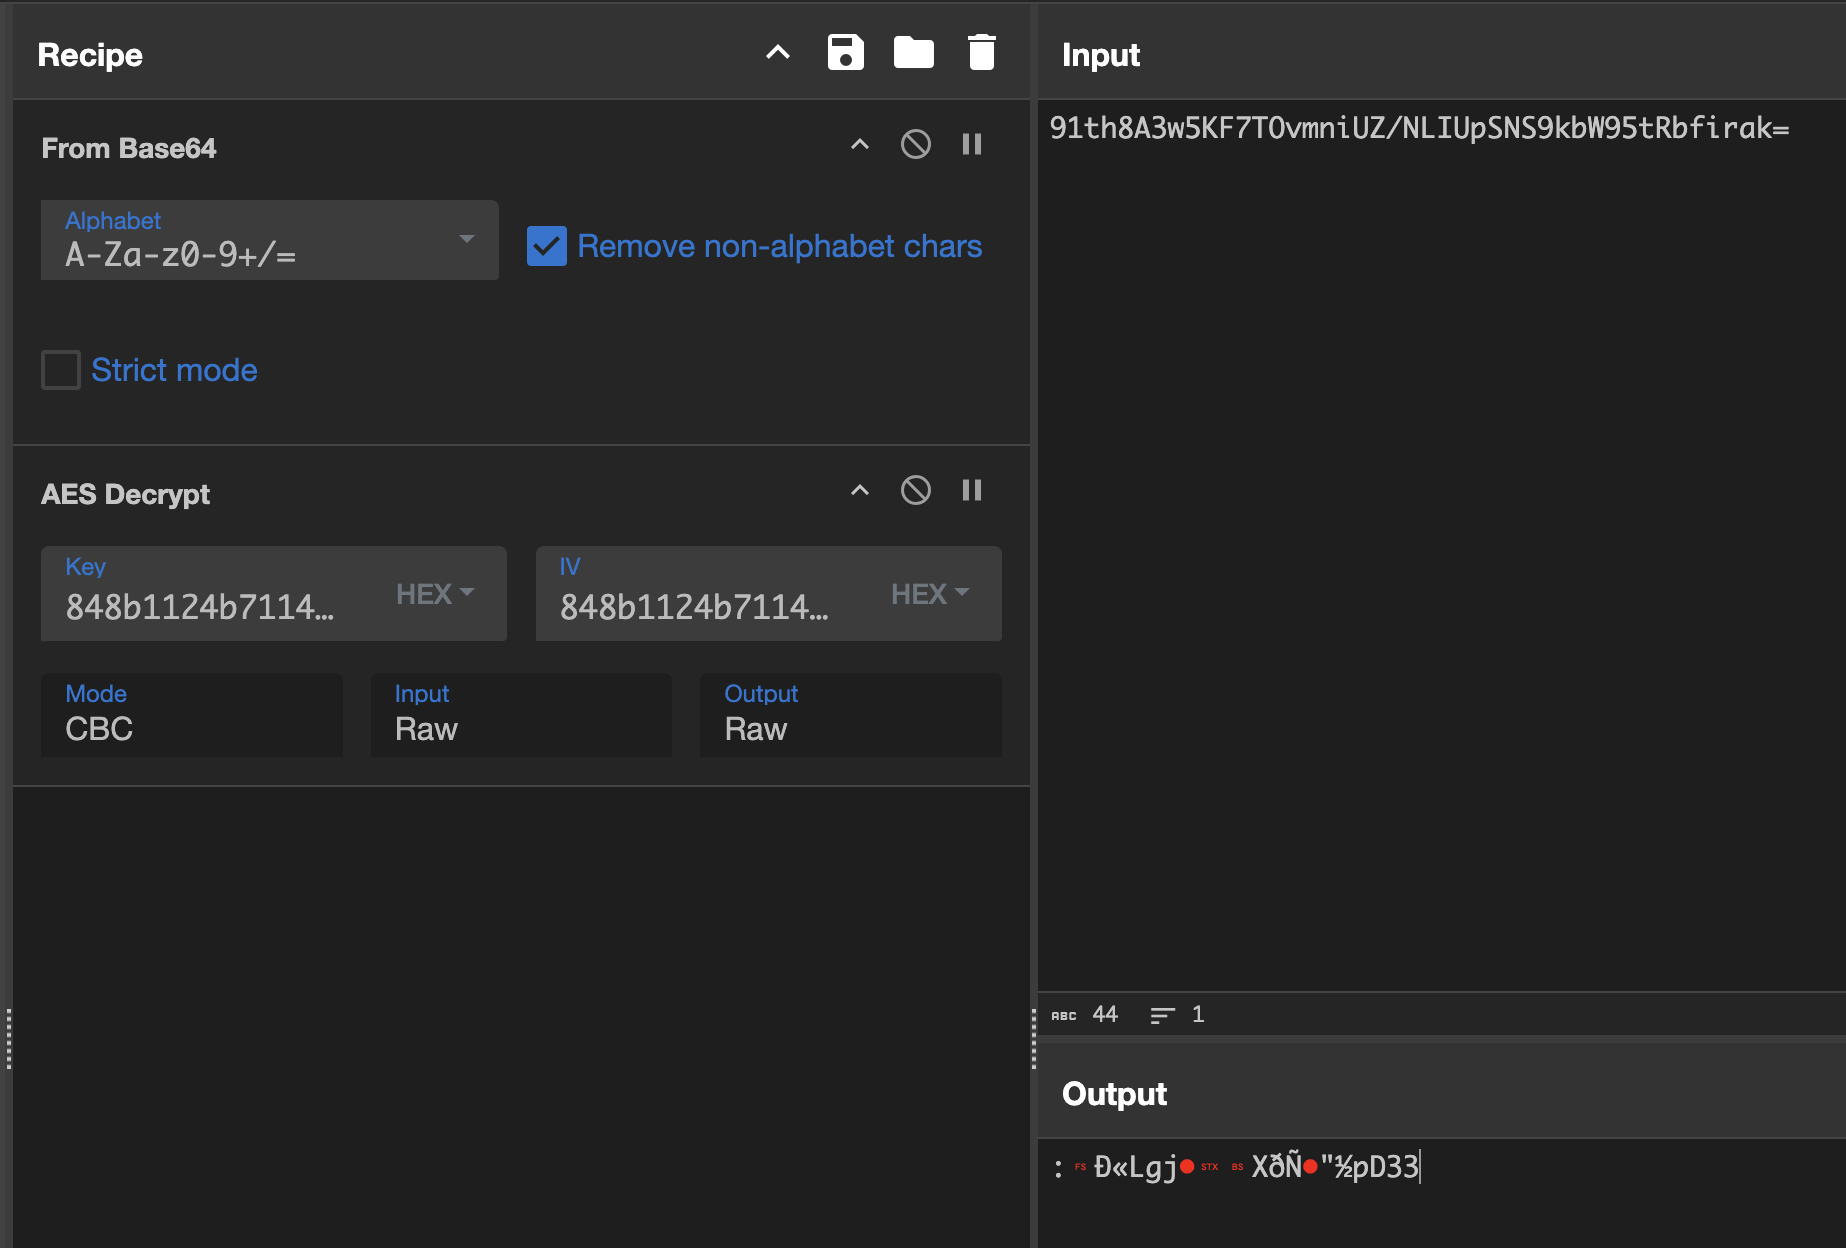 Recipe
From Base64
Alphabet
A-Za-z0-9+/=
Remove non-alphabet chars
Strict mode
AES Decrypt
Key
848b1124b7114…
HEX
IV
848b1124b7114…
HEX
Mode
CBC
Input
Raw
Output
Raw
Input
91th8A3w5KF7TOvmniUZ/NLIUpSNS9kbW95tRbfirak=
ABC 44 1
Output
: FS Ð«Lgj● STX BS XðÑ●"½pD33